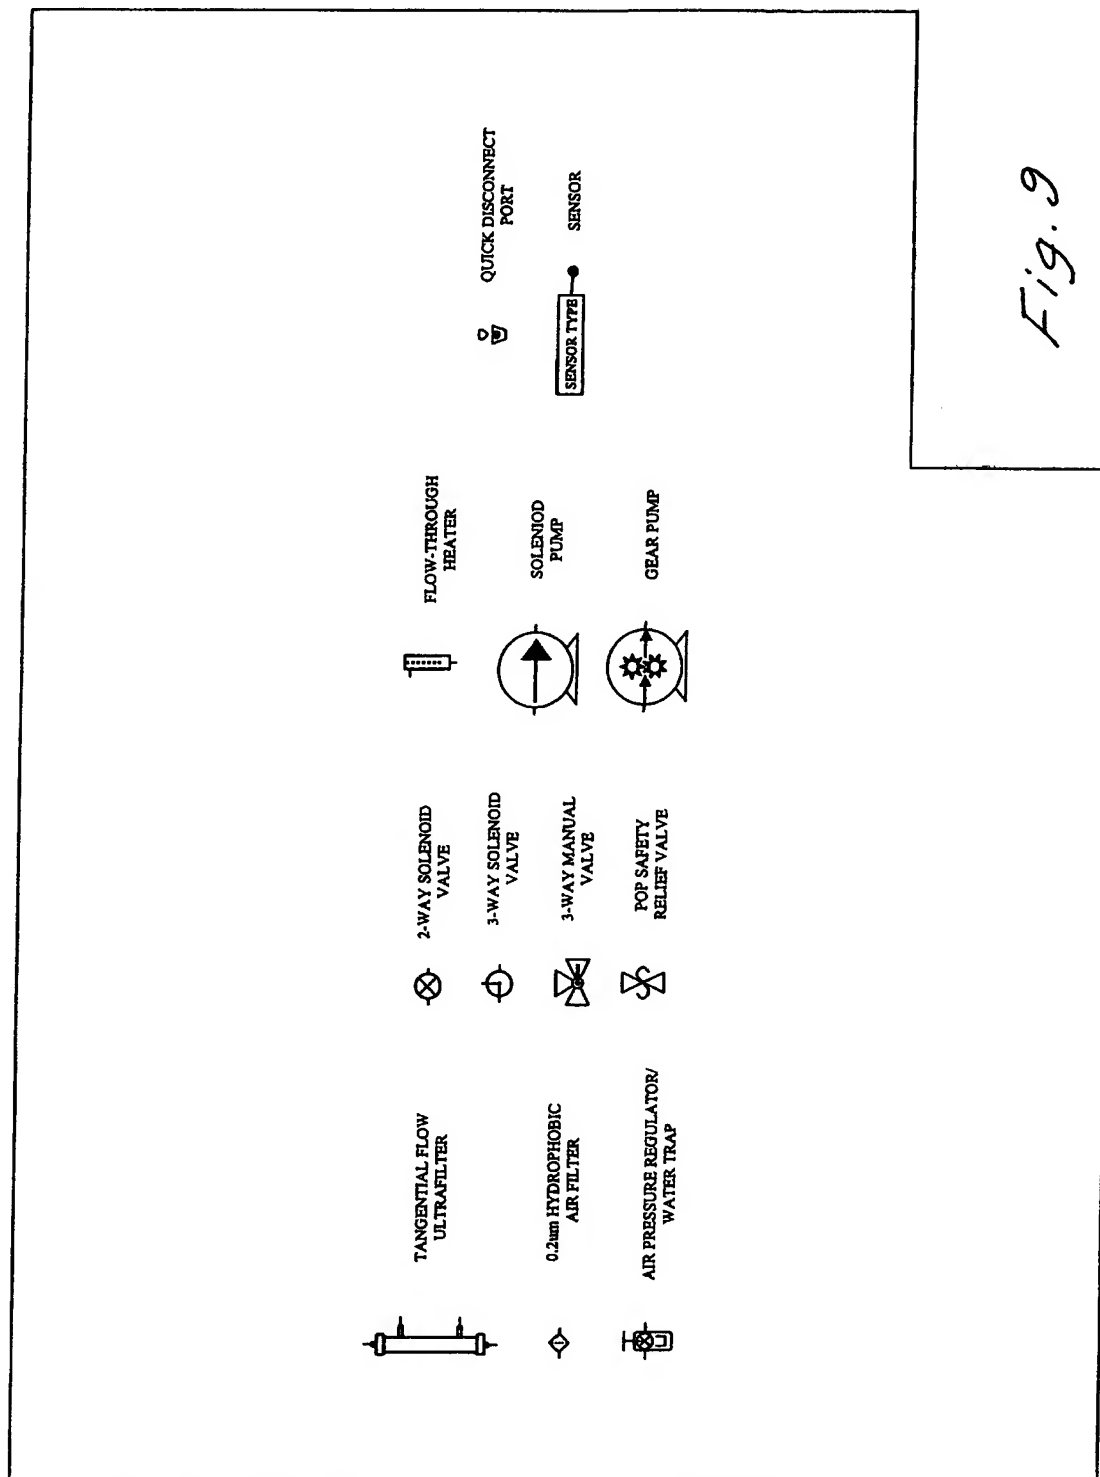 TANGENTIAL FLOW
ULTRAFILTER
0.2um HYDROPHOBIC
AIR FILTER
AIR PRESSURE REGULATOR/
WATER TRAP
2-WAY SOLENOID
VALVE
3-WAY SOLENOID
VALVE
3-WAY MANUAL
VALVE
POP SAFETY
RELIEF VALVE
FLOW-THROUGH
HEATER
SOLENIOD
PUMP
GEAR PUMP
QUICK DISCONNECT
PORT
SENSOR TYPE
SENSOR
Fig. 9